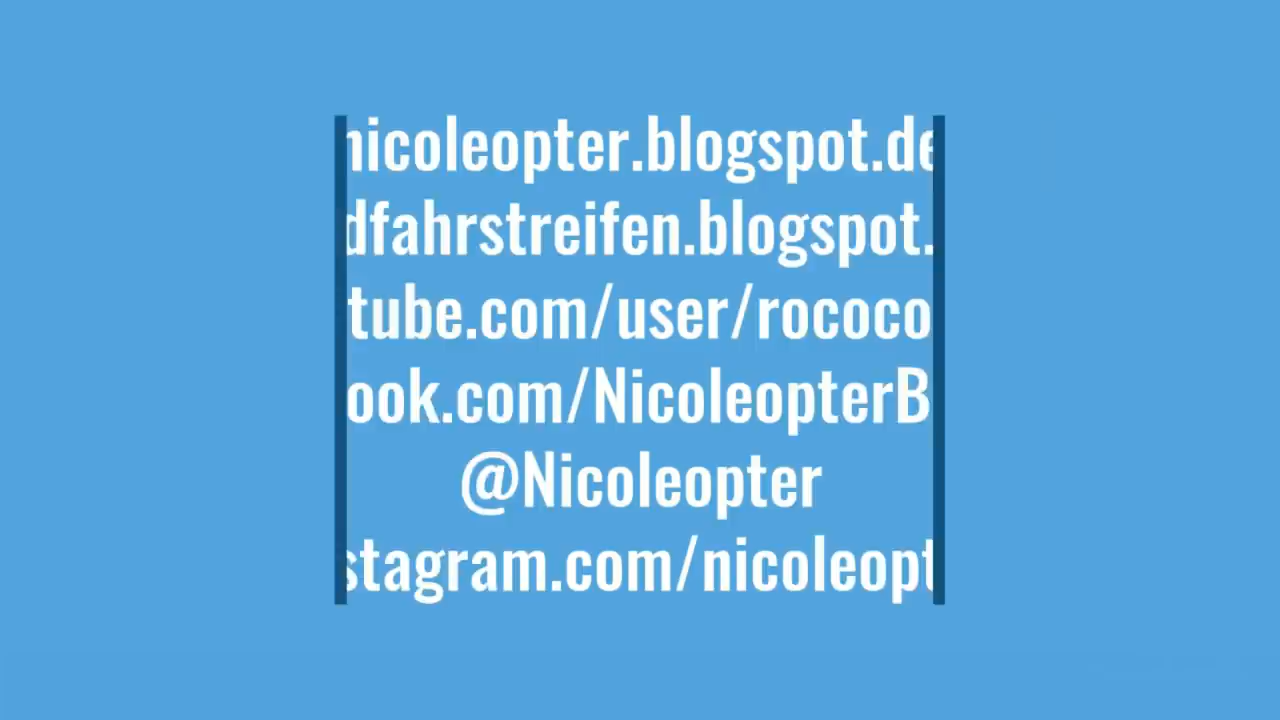 nicoleopter.blogspot.de
dfahrstreifen.blogspot.
tube.com/user/rococo
ook.com/NicoleopterB
@Nicoleopter
stagram.com/nicoleopt